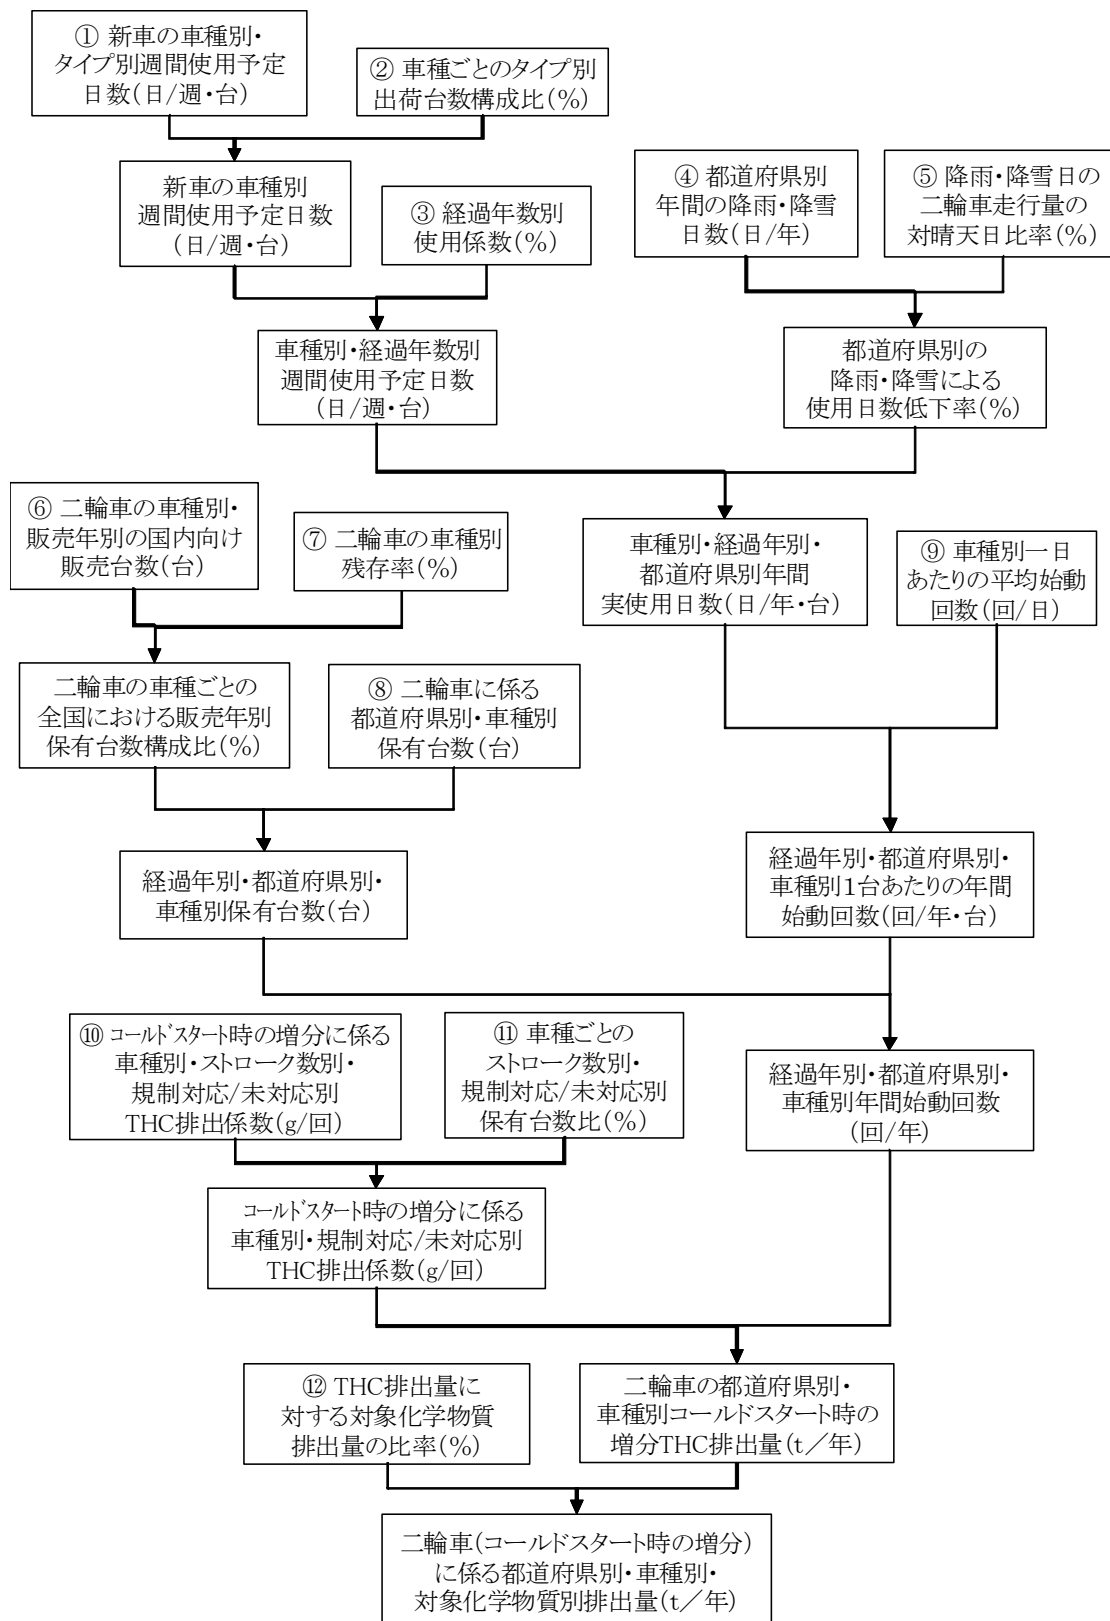 ① 新車の車種別・
タイプ別週間使用予定
日数(日/週・台)
② 車種ごとのタイプ別
出荷台数構成比(%)
新車の車種別
週間使用予定日数
(日/週・台)
③ 経過年数別
使用係数(%)
④ 都道府県別
年間の降雨・降雪
日数(日/年)
⑤ 降雨・降雪日の
二輪車走行量の
対晴天日比率(%)
車種別・経過年数別
週間使用予定日数
(日/週・台)
都道府県別の
降雨・降雪による
使用日数低下率(%)
⑥ 二輪車の車種別・
販売年別の国内向け
販売台数(台)
⑦ 二輪車の車種別
残存率(%)
車種別・経過年別・
都道府県別年間
実使用日数(日/年・台)
⑨ 車種別一日
あたりの平均始動
回数(回/日)
二輪車の車種ごとの
全国における販売年別
保有台数構成比(%)
⑧ 二輪車に係る
都道府県別・車種別
保有台数(台)
経過年別・都道府県別・
車種別保有台数(台)
経過年別・都道府県別・
車種別1台あたりの年間
始動回数(回/年・台)
⑩ コールドスタート時の増分に係る
車種別・ストローク数別・
規制対応/未対応別
THC排出係数(g/回)
⑪ 車種ごとの
ストローク数別・
規制対応/未対応別
保有台数比(%)
経過年別・都道府県別・
車種別年間始動回数
(回/年)
コールドスタート時の増分に係る
車種別・規制対応/未対応別
THC排出係数(g/回)
⑫ THC排出量に
対する対象化学物質
排出量の比率(%)
二輪車の都道府県別・
車種別コールドスタート時の
増分THC排出量(t/年)
二輪車(コールドスタート時の増分)
に係る都道府県別・車種別・
対象化学物質別排出量(t/年)